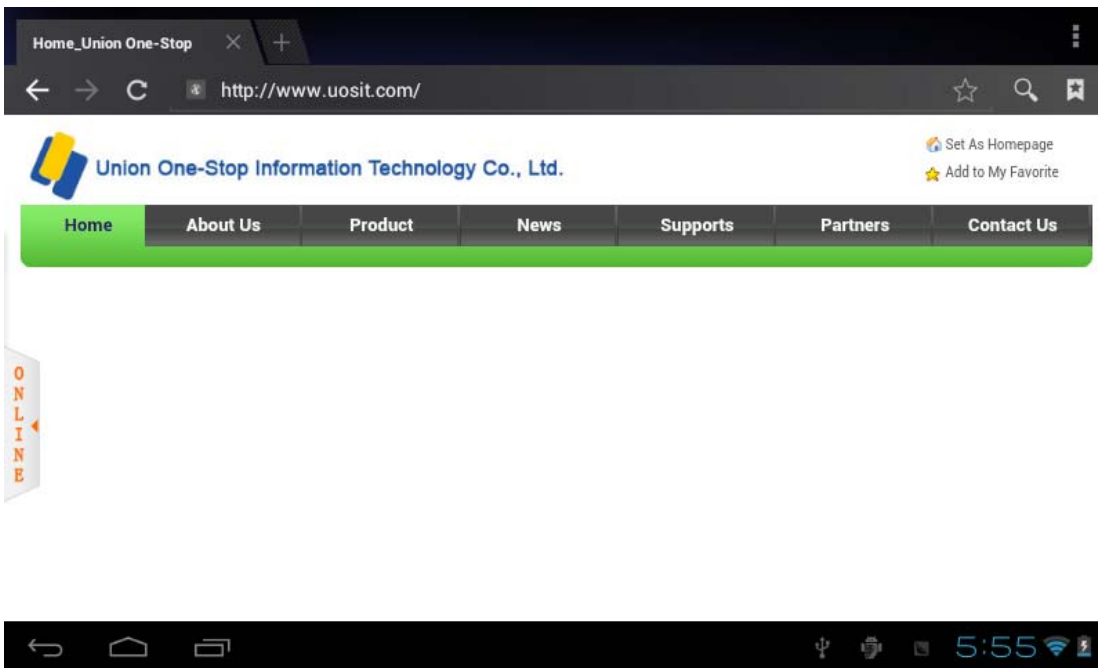 Home_Union One-Stop
http://www.uosit.com/
Union One-Stop Information Technology Co., Ltd.
Set As Homepage
Add to My Favorite
Home About Us Product News Supports Partners Contact Us
ONLINE
5:55